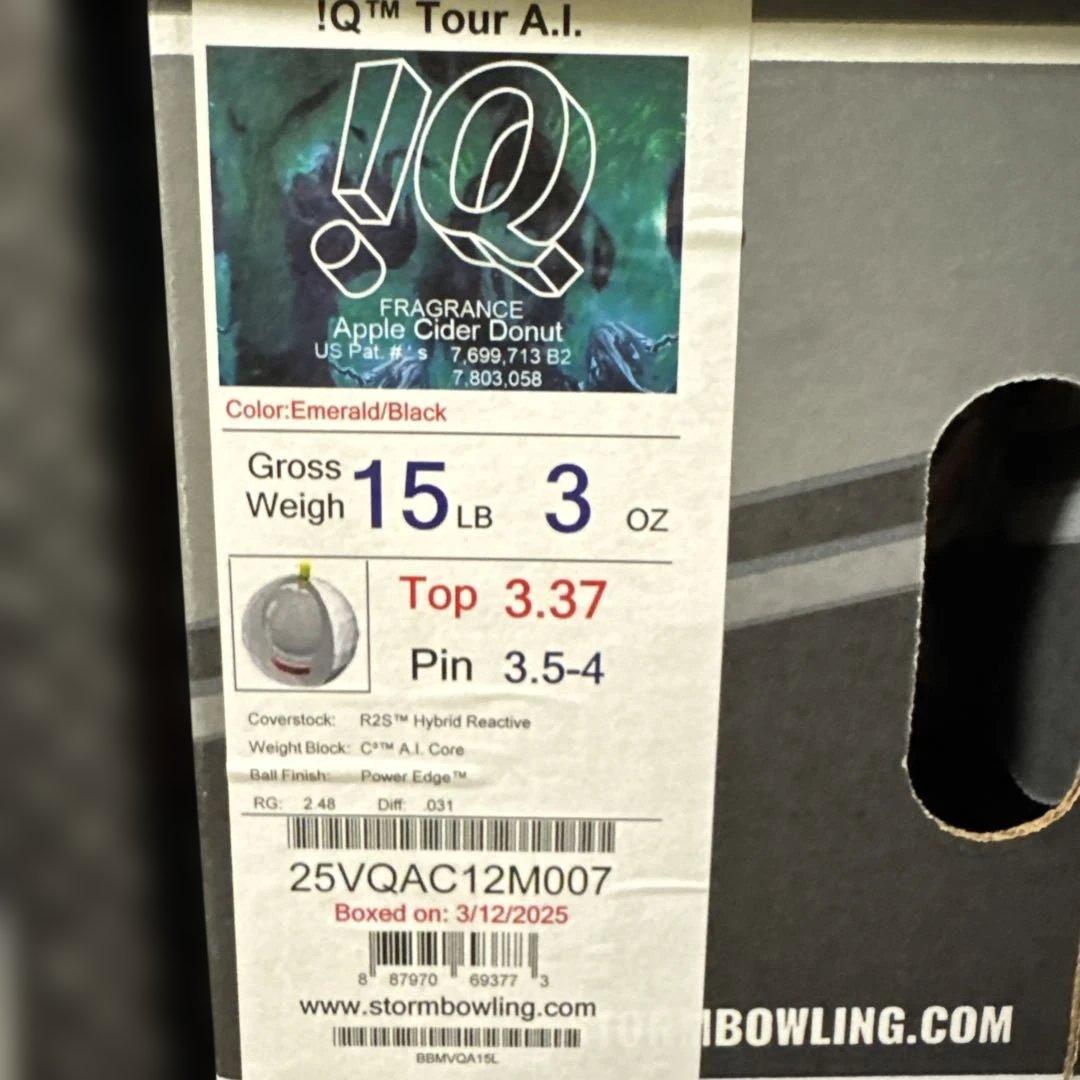 !Q™ Tour A.I.
!Q
FRAGRANCE
Apple Cider Donut
US Pat. #'s 7,699,713 B2
7,803,058
Color:Emerald/Black
Gross Weigh 15 LB 3 OZ
Top 3.37
Pin 3.5-4
Coverstock: R2S™ Hybrid Reactive
Weight Block: C³™ A.I. Core
Ball Finish: Power Edge™
RG: 2.48 Diff: .031
25VQAC12M007
Boxed on: 3/12/2025
8 87970 69377 3
www.stormbowling.com
BBMVQA15L
STORMBOWLING.COM